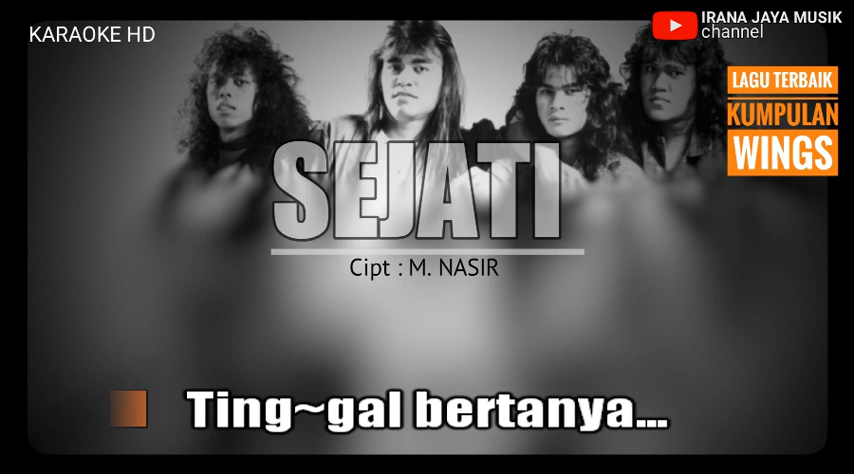 KARAOKE HD
IRANA JAYA MUSIK
channel
LAGU TERBAIK
KUMPULAN
WINGS
SEJATI
Cipt : M. NASIR
Ting~gal bertanya...